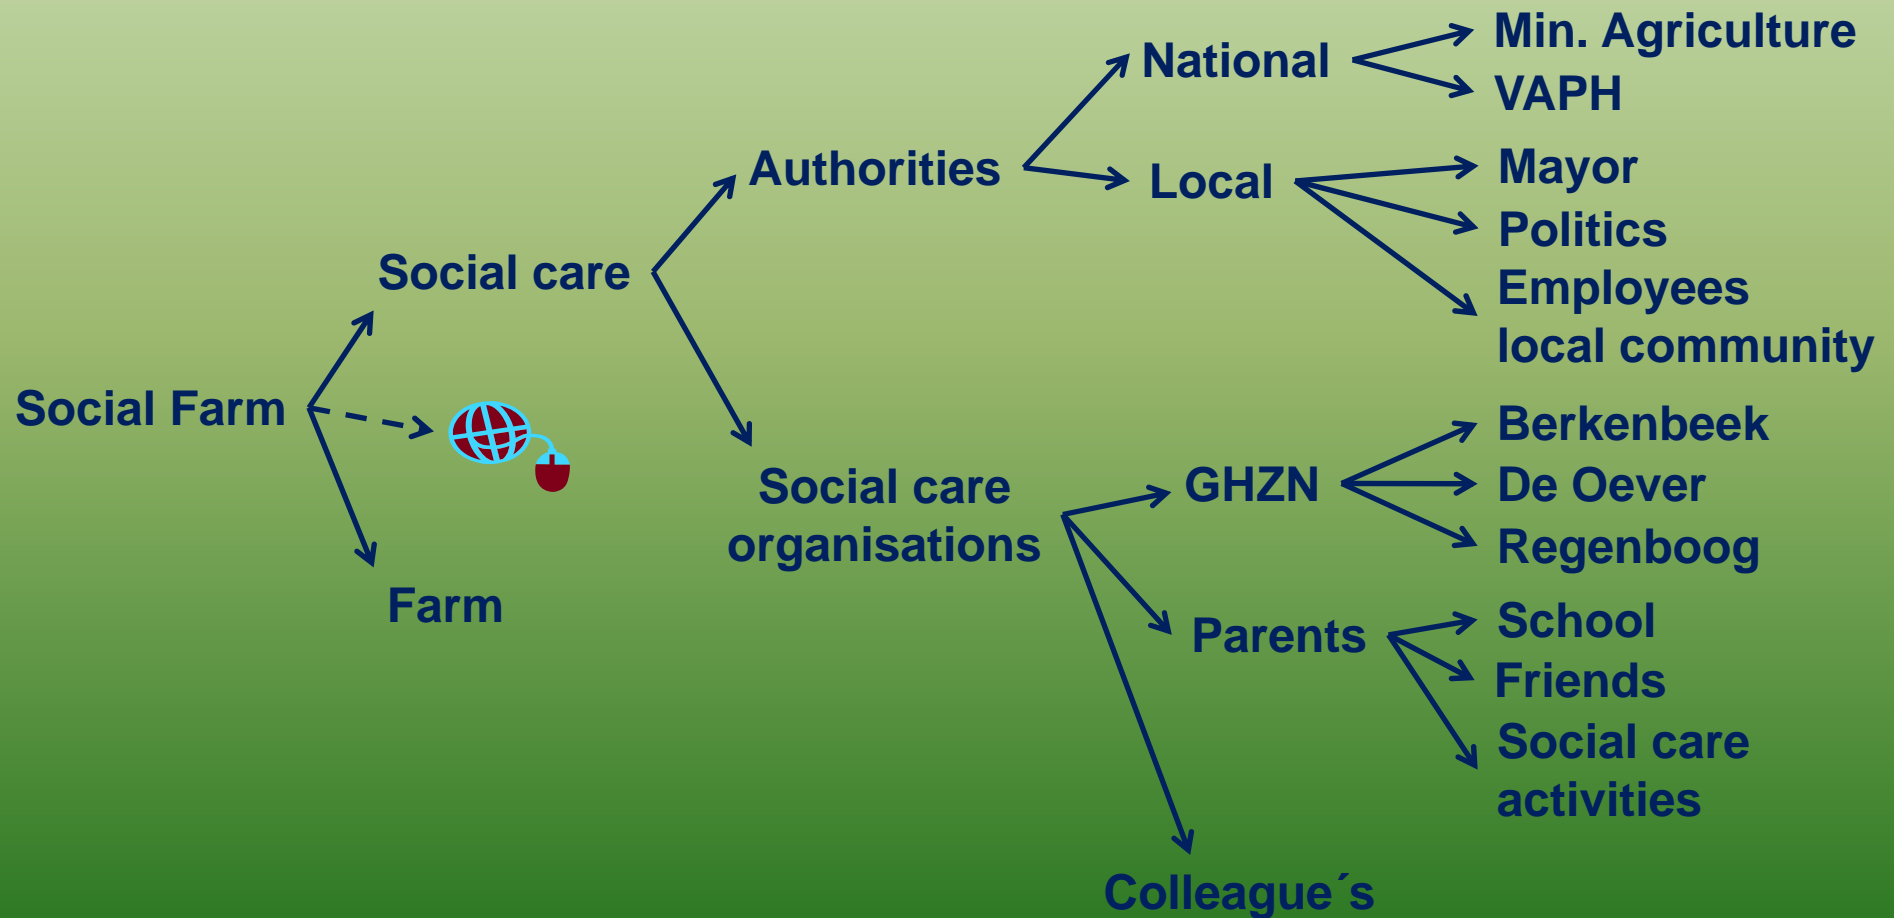 Social Farm
Social care
Farm
Authorities
Social care
organisations
National
Local
GHZN
Parents
Colleague´s
Min. Agriculture
VAPH
Mayor
Politics
Employees
local community
Berkenbeek
De Oever
Regenboog
School
Friends
Social care
activities